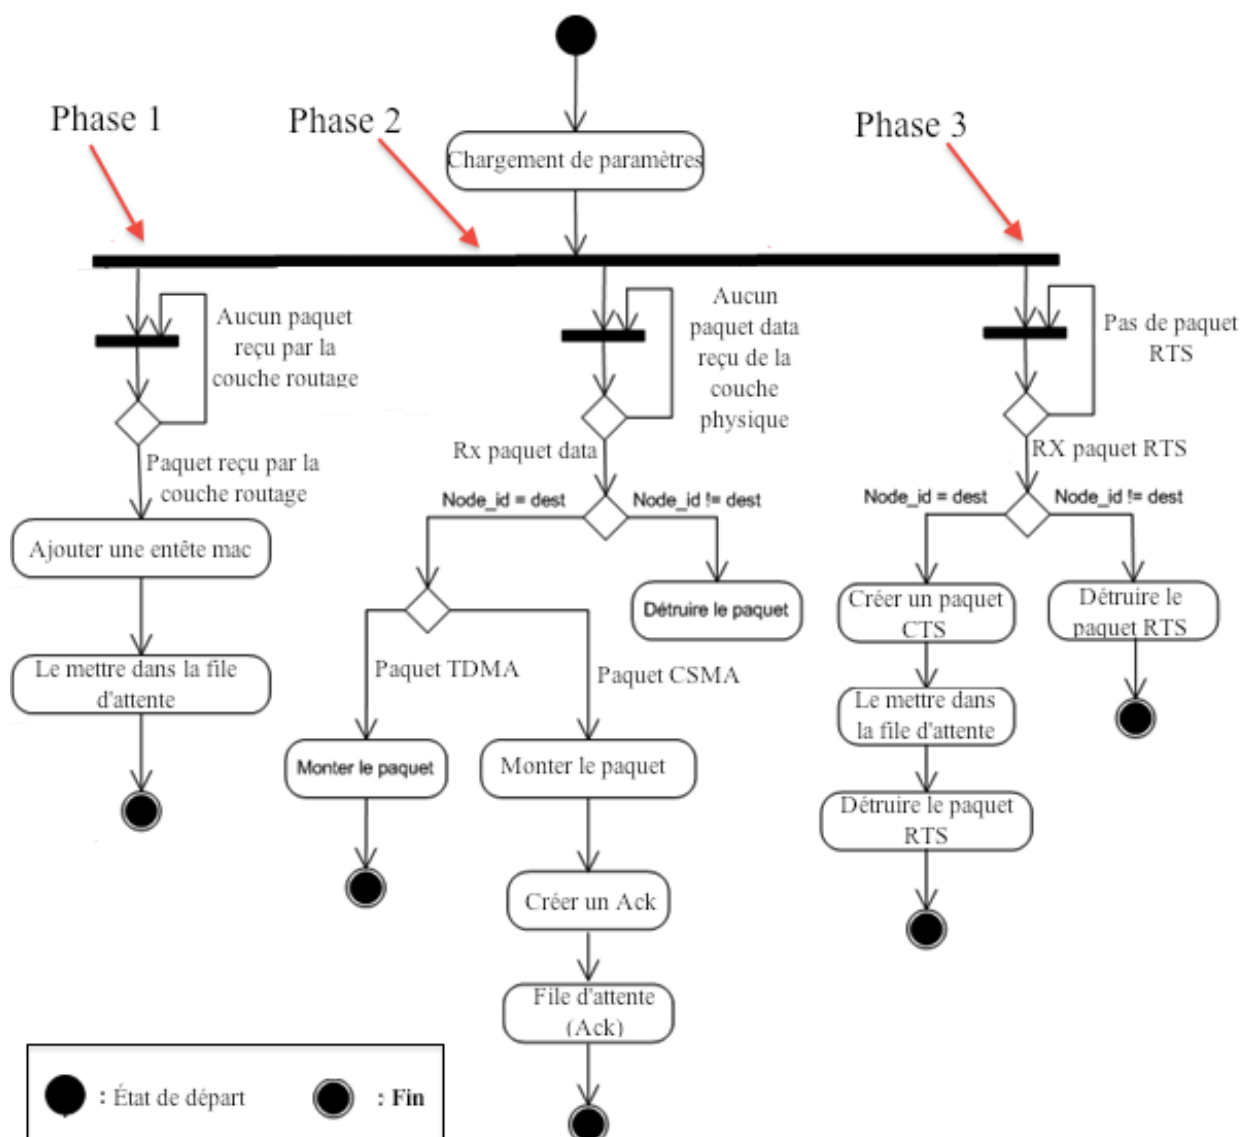 Phase 1
Phase 2
Phase 3
Chargement de paramètres
Aucun paquet
reçu par la
couche routage
Aucun
paquet data
reçu de la
couche
physique
Pas de paquet
RTS
Paquet reçu par la
couche routage
Rx paquet data
RX paquet RTS
Node_id = dest
Node_id != dest
Node_id = dest
Node_id != dest
Ajouter une entête mac
Détruire le paquet
Créer un paquet
CTS
Détruire le
paquet RTS
Le mettre dans la file
d'attente
Paquet TDMA
Paquet CSMA
Le mettre dans
la file d'attente
Monter le paquet
Monter le paquet
Détruire le paquet
RTS
Créer un Ack
File d'attente
(Ack)
: État de départ
: Fin